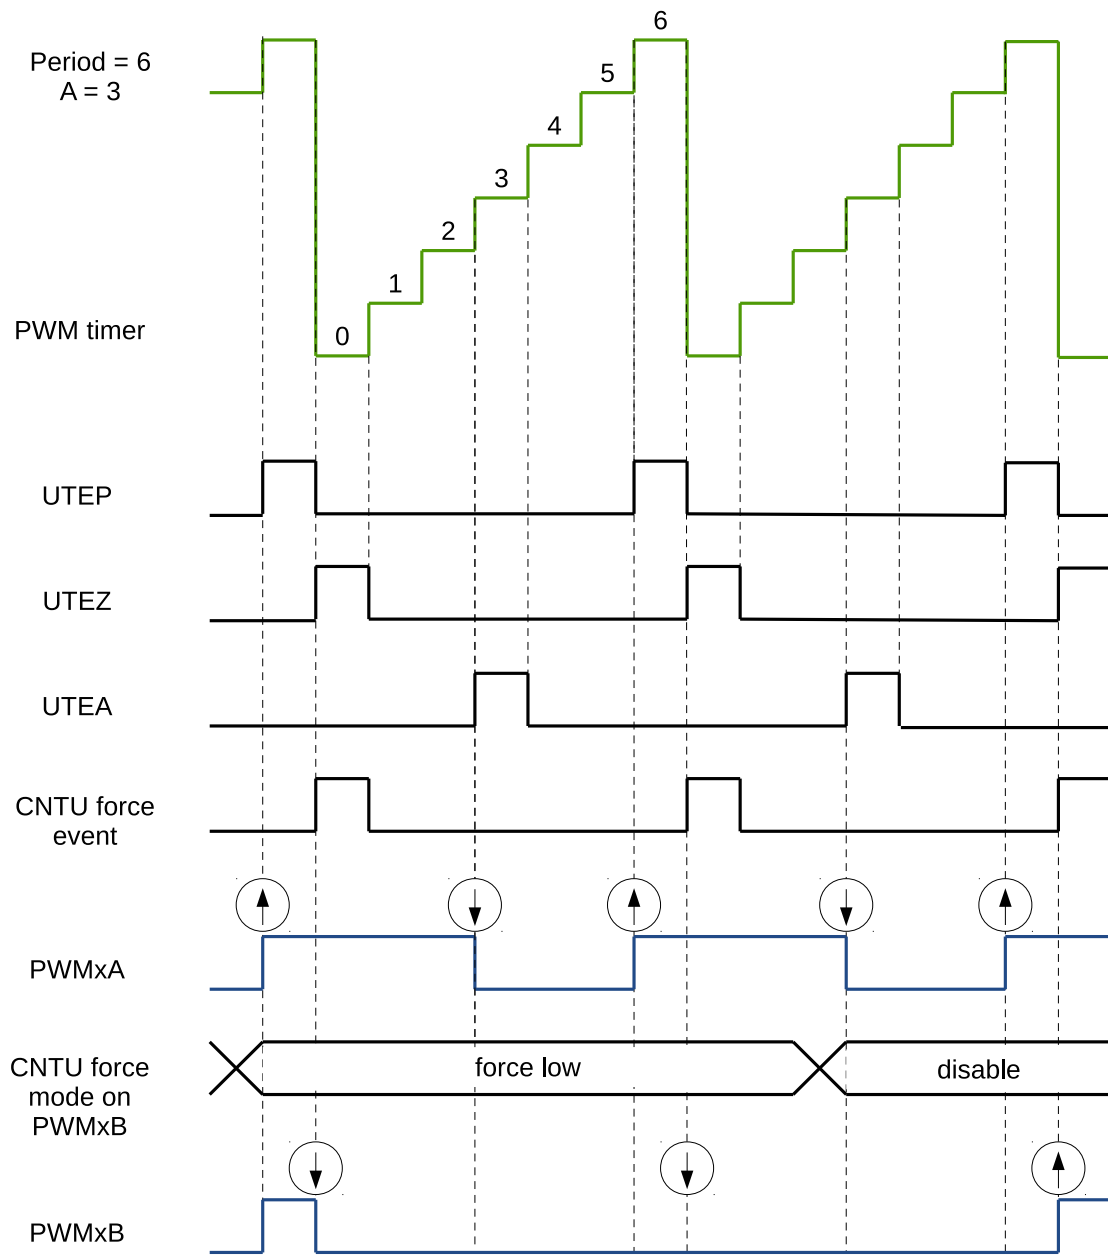 6
Period = 6
A = 3
5
4
3
2
1
0
PWM timer
UTEP
UTEZ
UTEA
CNTU force
event
PWMxA
CNTU force
mode on
PWMxB
force low
disable
PWMxB